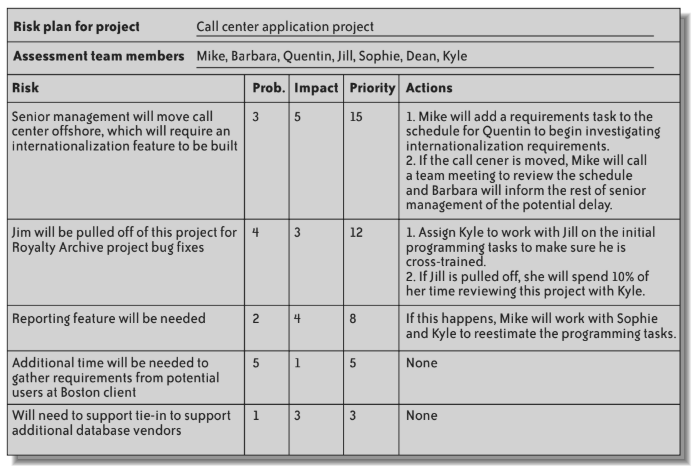 Risk plan for project Call center application project
Assessment team members Mike, Barbara, Quentin, Jill, Sophie, Dean, Kyle
Risk Prob. Impact Priority Actions
Senior management will move call
center offshore, which will require an
internationalization feature to be built
3 5 15
1. Mike will add a requirements task to the
schedule for Quentin to begin investigating
internationalization requirements.
2. If the call cener is moved, Mike will call
a team meeting to review the schedule
and Barbara will inform the rest of senior
management of the potential delay.
Jim will be pulled off of this project for
Royalty Archive project bug fixes
4 3 12
1. Assign Kyle to work with Jill on the initial
programming tasks to make sure he is
cross-trained.
2. If Jill is pulled off, she will spend 10% of
her time reviewing this project with Kyle.
Reporting feature will be needed
2 4 8
If this happens, Mike will work with Sophie
and Kyle to reestimate the programming tasks.
Additional time will be needed to
gather requirements from potential
users at Boston client
5 1 5 None
Will need to support tie-in to support
additional database vendors
1 3 3 None